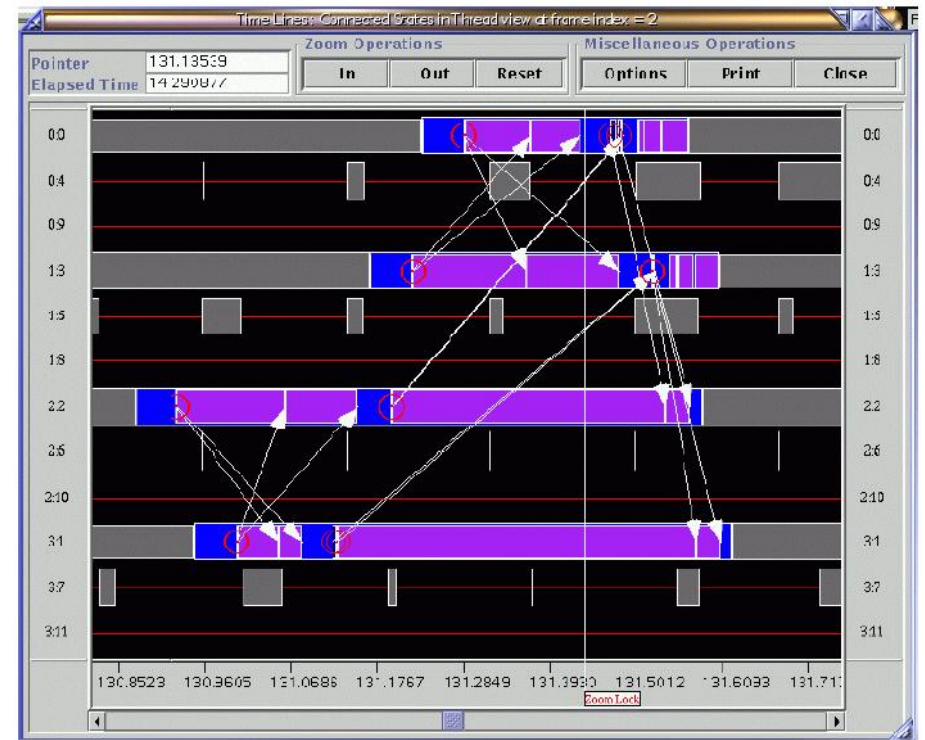 Time Lines : Connected States in Thread view at frame index = 2
Zoom Operations
Miscellaneous Operations
Pointer
131.13539
Elapsed Time
In
Out
Reset
Options
Print
Close
0:0
0:0
0:4
0:4
0:9
0:9
1:3
1:3
1:5
1:5
1:8
1:8
2:2
2:2
2:6
2:6
2:10
2:10
3:1
3:1
3:7
3:7
3:11
3:11
130.8523 130.9605 131.0686 131.1767 131.2849 131.3930 131.5012 131.6093 131.71
Zoom Lock